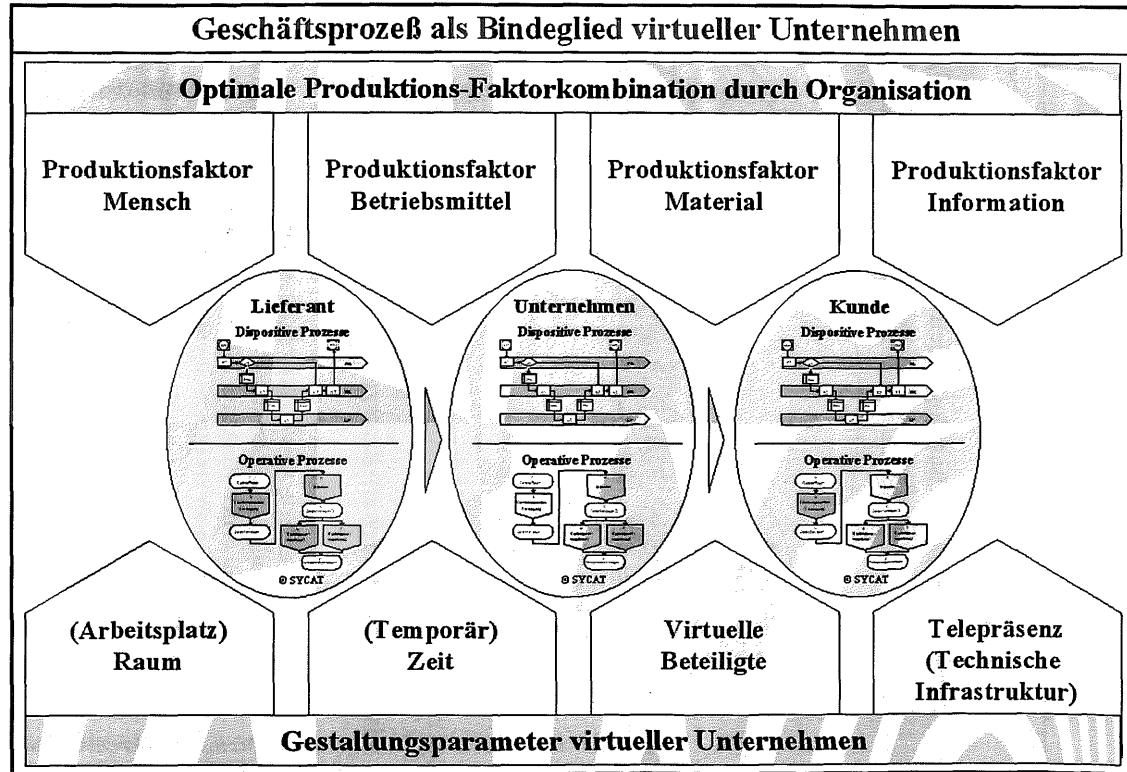 Geschäftsprozeß als Bindeglied virtueller Unternehmen
Optimale Produktions-Faktorkombination durch Organisation
Produktionsfaktor
Mensch
Produktionsfaktor
Betriebsmittel
Produktionsfaktor
Material
Produktionsfaktor
Information
Lieferant
Dispositive Prozesse
Operative Prozesse
© SYCAT
Unternehmen
Dispositive Prozesse
Operative Prozesse
© SYCAT
Kunde
Dispositive Prozesse
Operative Prozesse
© SYCAT
(Arbeitsplatz)
Raum
(Temporär)
Zeit
Virtuelle
Beteiligte
Telepräsenz
(Technische
Infrastruktur)
Gestaltungsparameter virtueller Unternehmen